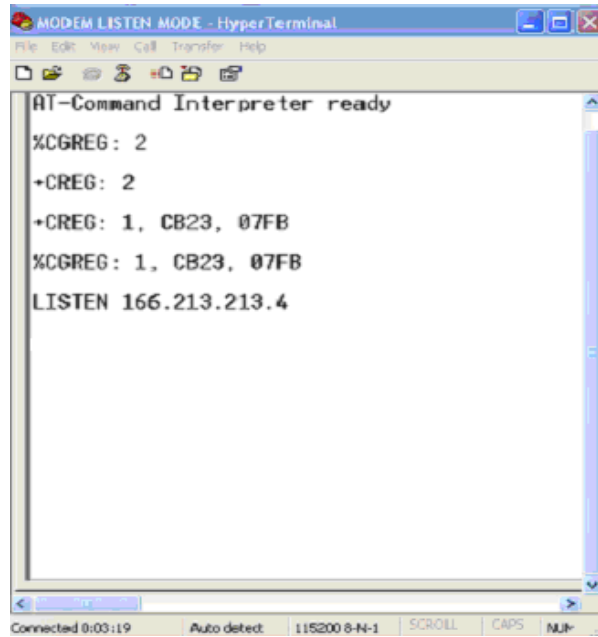 MODEM LISTEN MODE - HyperTerminal
File Edit View Call Transfer Help
AT-Command Interpreter ready
%CGREG: 2
+CREG: 2
+CREG: 1, CB23, 07FB
%CGREG: 1, CB23, 07FB
LISTEN 166.213.213.4
Connected 0:03:19 Auto detect 115200 8-N-1 SCROLL CAPS NUM